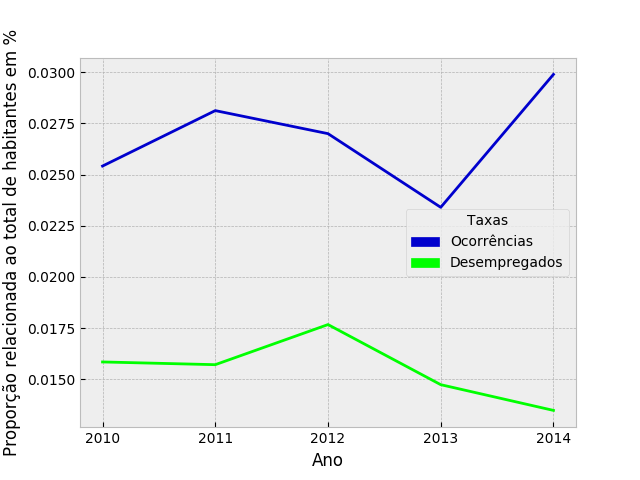 Proporção relacionada ao total de habitantes em %
0.0300
0.0275
0.0250
0.0225
0.0200
0.0175
0.0150
Taxas
Ocorrências
Desempregados
2010 2011 2012 2013 2014
Ano